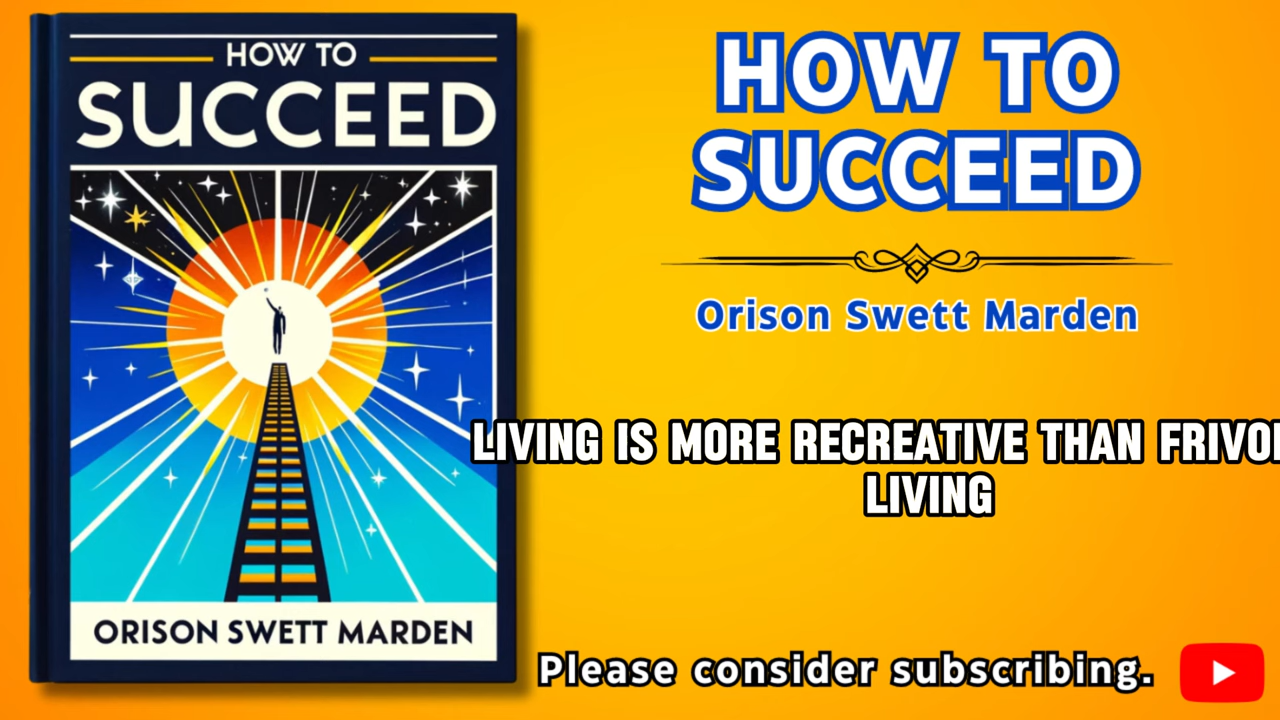 HOW TO
SUCCEED
ORISON SWETT MARDEN
HOW TO
SUCCEED
Orison Swett Marden
LIVING IS MORE RECREATIVE THAN
LIVING
Please consider subscribing.